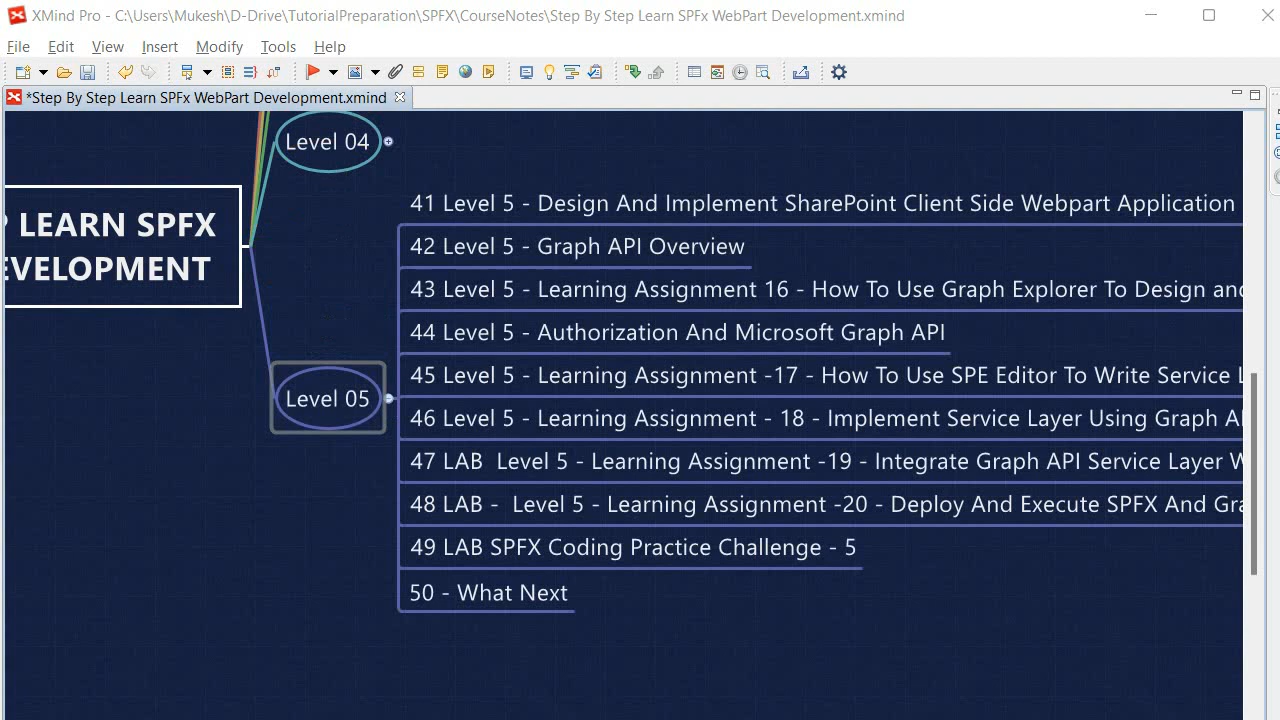 XMind Pro - C:\Users\Mukesh\D-Drive\TutorialPreparation\SPFx\CourseNotes\Step By Step Learn SPFx WebPart Development.xmind
File Edit View Insert Modify Tools Help
*Step By Step Learn SPFx WebPart Development.xmind
Level 04
LEARN SPFX
EVELOPMENT
Level 05
41 Level 5 - Design And Implement SharePoint Client Side Webpart Application
42 Level 5 - Graph API Overview
43 Level 5 - Learning Assignment 16 - How To Use Graph Explorer To Design and
44 Level 5 - Authorization And Microsoft Graph API
45 Level 5 - Learning Assignment -17 - How To Use SPE Editor To Write Service L
46 Level 5 - Learning Assignment - 18 - Implement Service Layer Using Graph A
47 LAB  Level 5 - Learning Assignment -19 - Integrate Graph API Service Layer W
48 LAB -  Level 5 - Learning Assignment -20 - Deploy And Execute SPFX And Gra
49 LAB SPFX Coding Practice Challenge - 5
50 - What Next